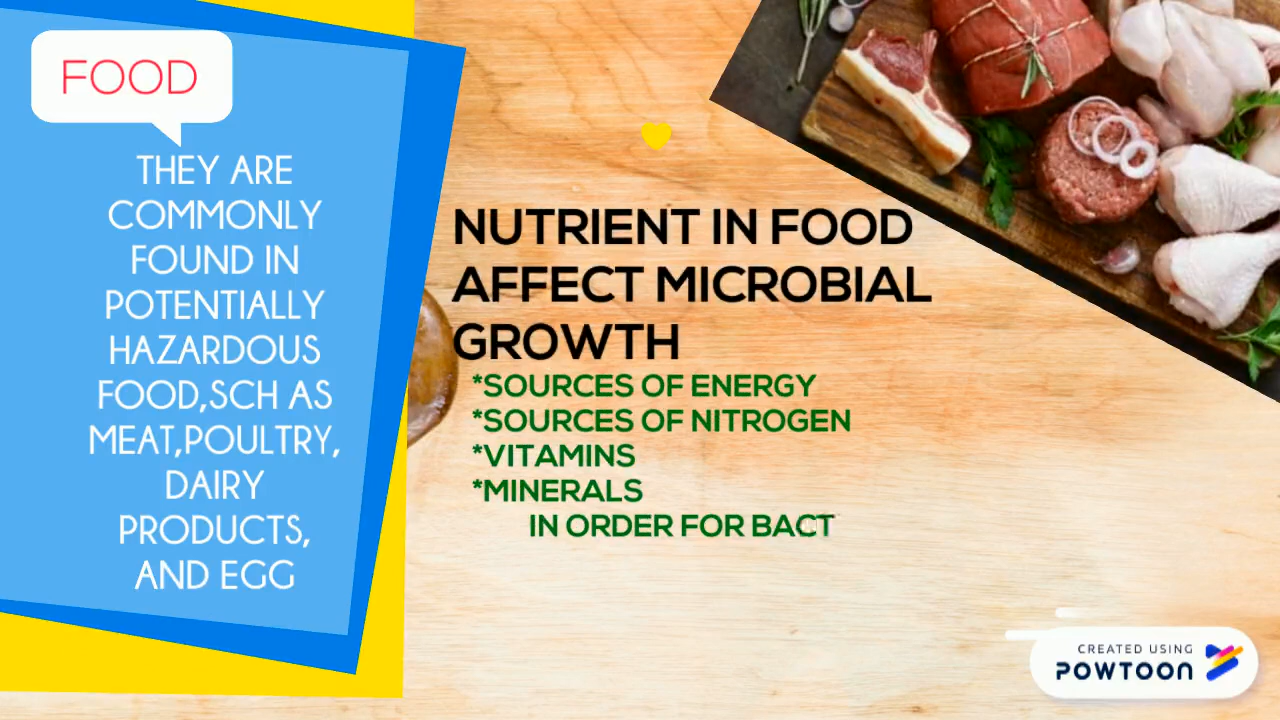 FOOD
THEY ARE
COMMONLY
FOUND IN
POTENTIALLY
HAZARDOUS
FOOD,SCH AS
MEAT,POULTRY,
DAIRY
PRODUCTS,
AND EGG
NUTRIENT IN FOOD
AFFECT MICROBIAL
GROWTH
*SOURCES OF ENERGY
*SOURCES OF NITROGEN
*VITAMINS
*MINERALS
IN ORDER FOR BACT
CREATED USING
POWTOON